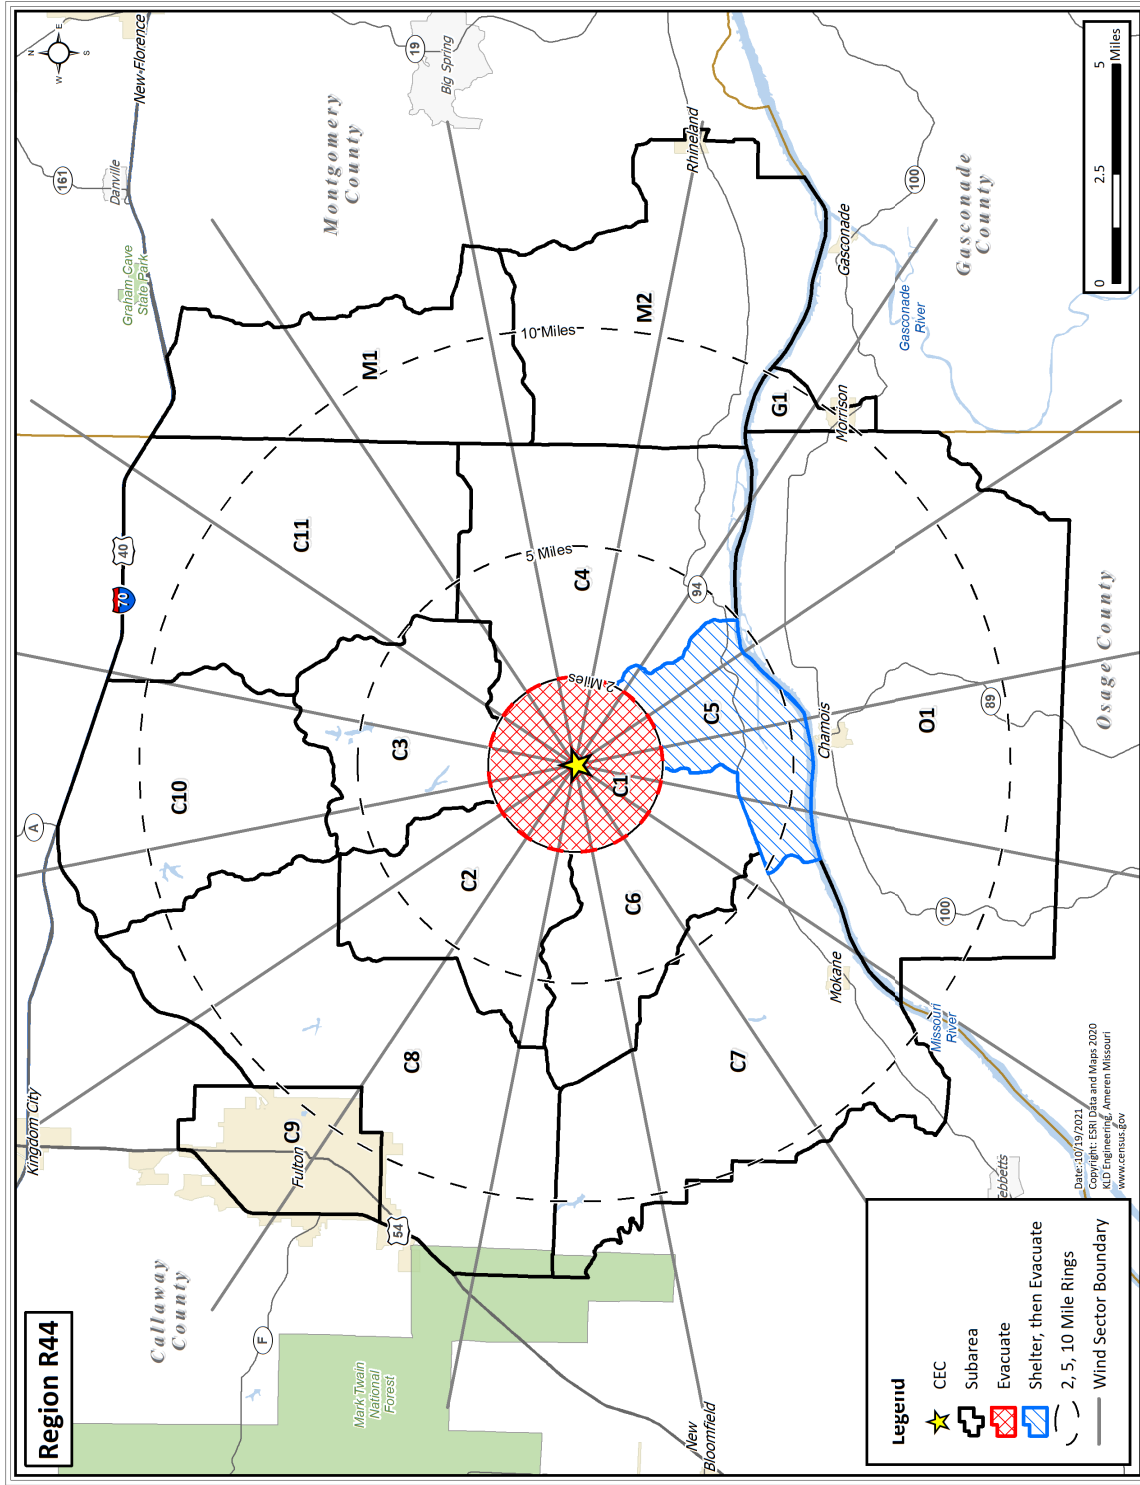 Region R44
Kingdom City
A
40
70
161
Danville
New Florence
N
E
S
W
Graham Cave
State Park
Montgomery
County
19
Big Spring
Callaway
County
F
Fulton
C9
54
C10
C11
M1
C8
C2
C3
5 Miles
10 Miles
2 Miles
C4
M2
Rhineland
C1
C6
C5
94
C7
Mark Twain
National
Forest
New
Bloomfield
Mokane
Chamois
Morrison
G1
Gasconade
100
Gasconade
River
Gasconade
County
Missouri
River
100
O1
89
Osage County
Tebbetts
Legend
CEC
Subarea
Evacuate
Shelter, then Evacuate
2, 5, 10 Mile Rings
Wind Sector Boundary
Date: 10/19/2021
Copyright: ESRI Data and Maps 2020
KLD Engineering, Ameren Missouri
www.census.gov
0
2.5
5
Miles